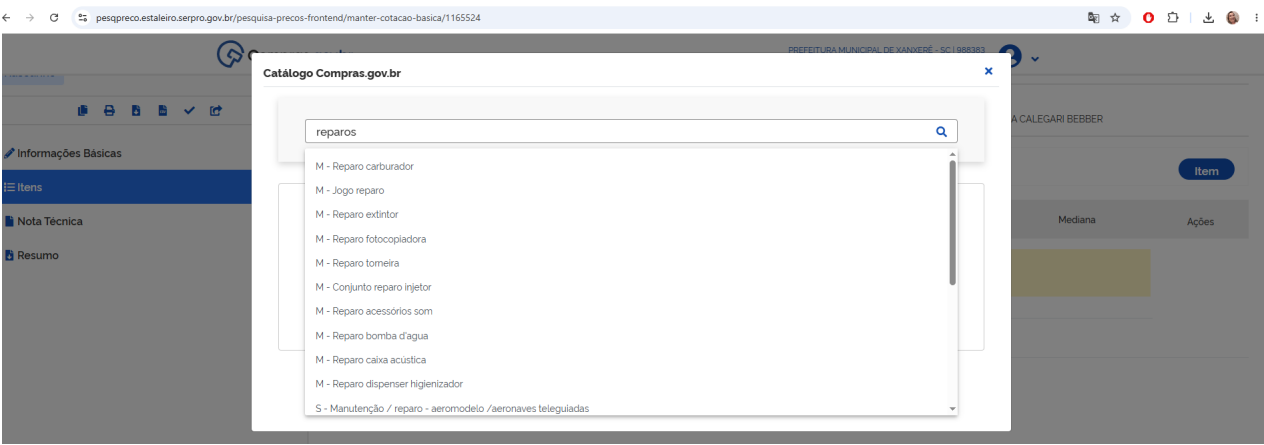 pesqpreco.estaleiro.serpro.gov.br/pesquisa-precos-frontend/manter-cotacao-basica/1165524
PREFEITURA MUNICIPAL DE XANXERÊ - SC | 988383
Catálogo Compras.gov.br
A CALEGARI BEBBER
reparos
Informações Básicas
M - Reparo carburador
Item
Itens
M - Jogo reparo
M - Reparo extintor
Nota Técnica
Mediana
Ações
M - Reparo fotocopiadora
Resumo
M - Reparo torneira
M - Conjunto reparo injetor
M - Reparo acessórios som
M - Reparo bomba d'agua
M - Reparo caixa acústica
M - Reparo dispenser higienizador
S - Manutenção / reparo - aeromodelo /aeronaves teleguiadas